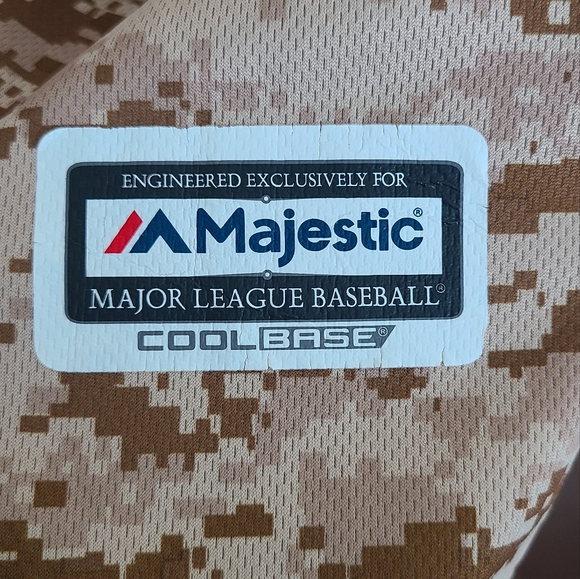 ENGINEERED EXCLUSIVELY FOR
Majestic®
MAJOR LEAGUE BASEBALL®
COOLBASE®